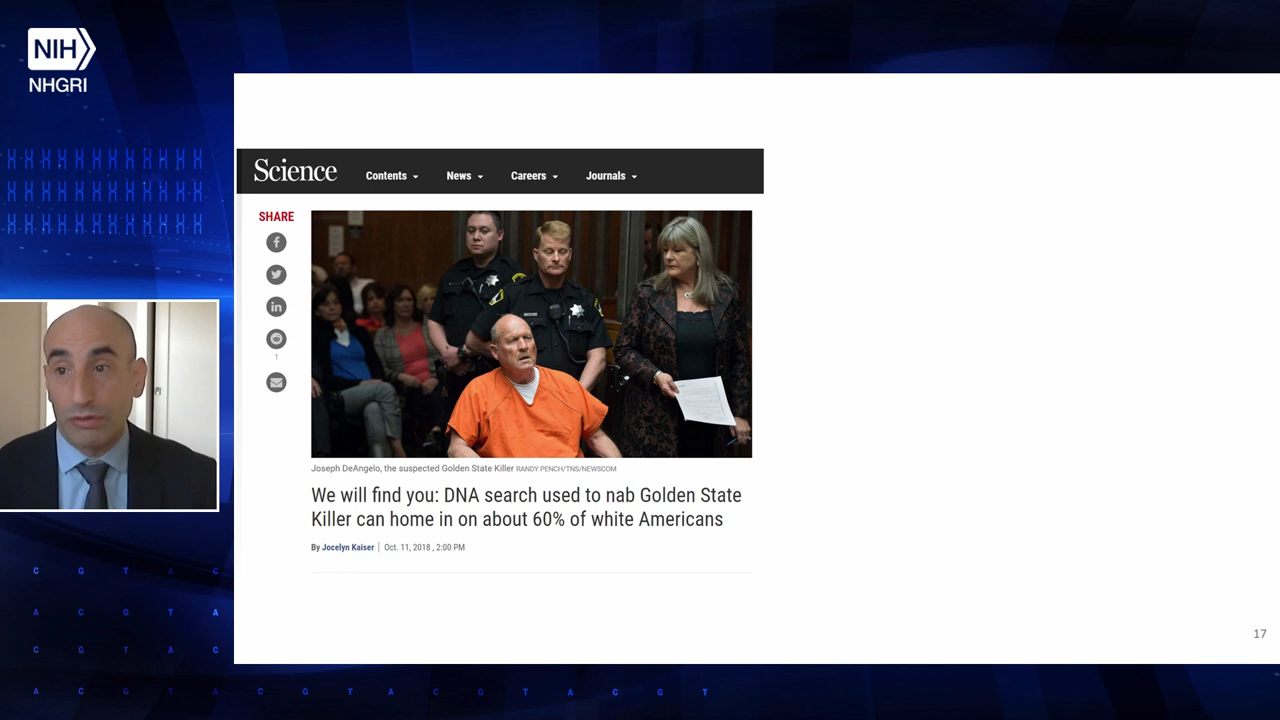 NIH
NHGRI
Science
Contents
News
Careers
Journals
SHARE
1
Joseph DeAngelo, the suspected Golden State Killer RANDY PENCH/TNS/NEWSCOM
We will find you: DNA search used to nab Golden State
Killer can home in on about 60% of white Americans
By Jocelyn Kaiser | Oct. 11, 2018 , 2:00 PM
17
C G T A C
A C G T A
C G T A C
A C G T A C G T A C G T A C G T